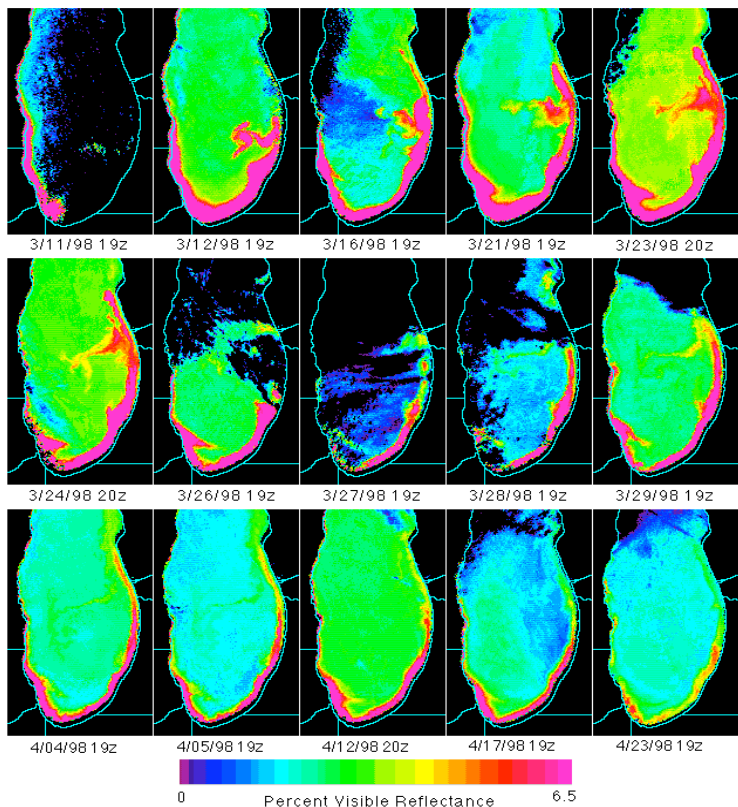 3/11/98 19z 3/12/98 19z 3/16/98 19z 3/21/98 19z 3/23/98 20z
3/24/98 20z 3/26/98 19z 3/27/98 19z 3/28/98 19z 3/29/98 19z
4/04/98 19z 4/05/98 19z 4/12/98 20z 4/17/98 19z 4/23/98 19z
0 Percent Visible Reflectance 6.5